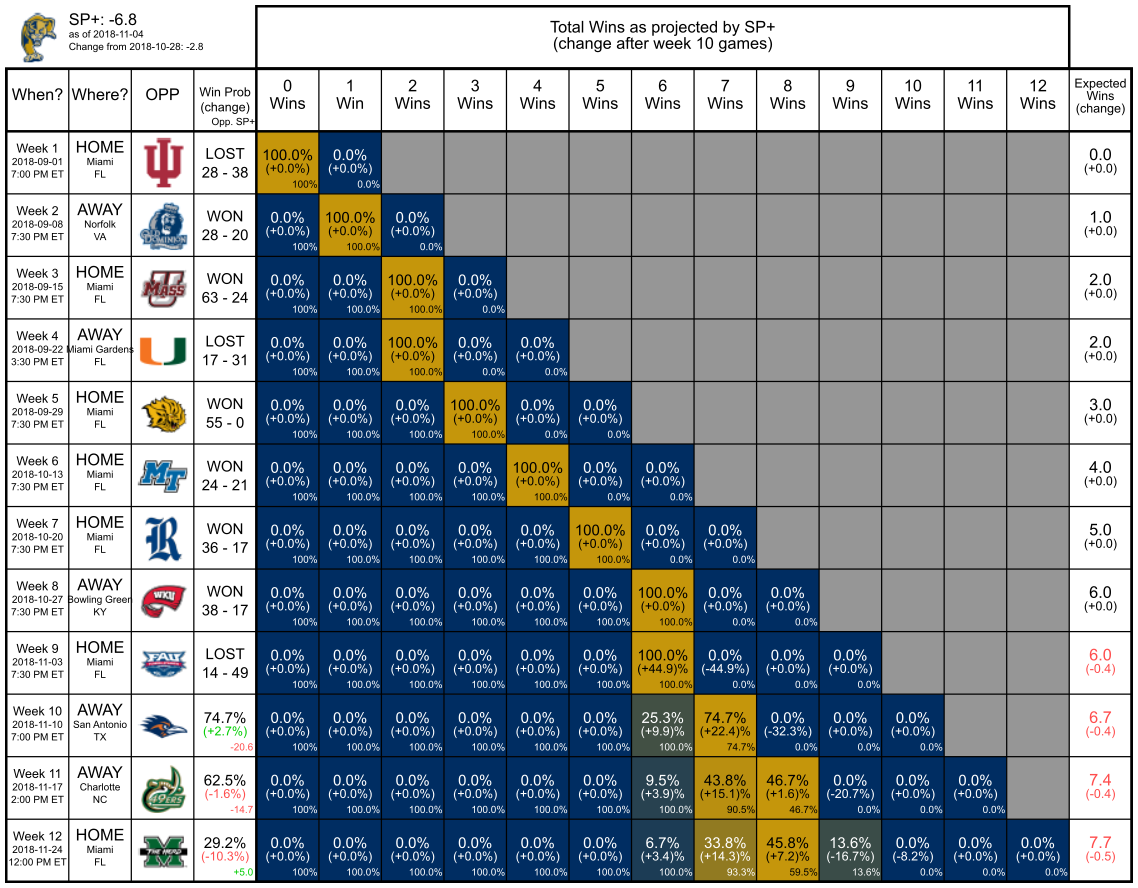 SP+: -6.8
as of 2018-11-04
Change from 2018-10-28: -2.8
Total Wins as projected by SP+
(change after week 10 games)
When? Where? OPP Win Prob (change) Opp. SP+ 0 Wins 1 Win 2 Wins 3 Wins 4 Wins 5 Wins 6 Wins 7 Wins 8 Wins 9 Wins 10 Wins 11 Wins 12 Wins Expected Wins (change)
Week 1 HOME LOST 100.0% 0.0% 0.0
2018-09-01 Miami 28 - 38 (+0.0%) (+0.0%) (+0.0)
7:00 PM ET FL 100% 0.0%
Week 2 AWAY WON 0.0% 100.0% 0.0% 1.0
2018-09-08 Norfolk OLD DOMINION 28 - 20 (+0.0%) (+0.0%) (+0.0%) (+0.0)
7:30 PM ET VA 100% 100.0% 0.0%
Week 3 HOME MASS WON 0.0% 0.0% 100.0% 0.0% 2.0
2018-09-15 Miami 63 - 24 (+0.0%) (+0.0%) (+0.0%) (+0.0%) (+0.0)
7:30 PM ET FL 100% 100.0% 100.0% 0.0%
Week 4 AWAY U LOST 0.0% 0.0% 100.0% 0.0% 0.0% 2.0
2018-09-22 Miami Gardens 17 - 31 (+0.0%) (+0.0%) (+0.0%) (+0.0%) (+0.0%) (+0.0)
3:30 PM ET FL 100% 100.0% 100.0% 0.0% 0.0%
Week 5 HOME WON 0.0% 0.0% 0.0% 100.0% 0.0% 0.0% 3.0
2018-09-29 Miami 55 - 0 (+0.0%) (+0.0%) (+0.0%) (+0.0%) (+0.0%) (+0.0%) (+0.0)
7:30 PM ET FL 100% 100.0% 100.0% 100.0% 0.0% 0.0%
Week 6 HOME MT WON 0.0% 0.0% 0.0% 0.0% 100.0% 0.0% 0.0% 4.0
2018-10-13 Miami 24 - 21 (+0.0%) (+0.0%) (+0.0%) (+0.0%) (+0.0%) (+0.0%) (+0.0%) (+0.0)
7:30 PM ET FL 100% 100.0% 100.0% 100.0% 100.0% 0.0% 0.0%
Week 7 HOME R WON 0.0% 0.0% 0.0% 0.0% 0.0% 100.0% 0.0% 0.0% 5.0
2018-10-20 Miami 36 - 17 (+0.0%) (+0.0%) (+0.0%) (+0.0%) (+0.0%) (+0.0%) (+0.0%) (+0.0%) (+0.0)
7:30 PM ET FL 100% 100.0% 100.0% 100.0% 100.0% 100.0% 0.0% 0.0%
Week 8 AWAY WKU WON 0.0% 0.0% 0.0% 0.0% 0.0% 0.0% 100.0% 0.0% 0.0% 6.0
2018-10-27 Bowling Green 38 - 17 (+0.0%) (+0.0%) (+0.0%) (+0.0%) (+0.0%) (+0.0%) (+0.0%) (+0.0%) (+0.0%) (+0.0)
7:30 PM ET KY 100% 100.0% 100.0% 100.0% 100.0% 100.0% 100.0% 0.0% 0.0%
Week 9 HOME FAU LOST 0.0% 0.0% 0.0% 0.0% 0.0% 0.0% 100.0% 0.0% 0.0% 0.0% 6.0
2018-11-03 Miami 14 - 49 (+0.0%) (+0.0%) (+0.0%) (+0.0%) (+0.0%) (+0.0%) (+44.9)% (-44.9%) (+0.0%) (+0.0%) (-0.4)
7:30 PM ET FL 100% 100.0% 100.0% 100.0% 100.0% 100.0% 100.0% 0.0% 0.0% 0.0%
Week 10 AWAY 74.7% 0.0% 0.0% 0.0% 0.0% 0.0% 0.0% 25.3% 74.7% 0.0% 0.0% 0.0% 6.7
2018-11-10 San Antonio (+2.7%) (+0.0%) (+0.0%) (+0.0%) (+0.0%) (+0.0%) (+0.0%) (+9.9)% (+22.4)% (-32.3%) (+0.0%) (+0.0%) (-0.4)
7:00 PM ET TX -20.6 100% 100.0% 100.0% 100.0% 100.0% 100.0% 100.0% 74.7% 0.0% 0.0% 0.0%
Week 11 AWAY 62.5% 0.0% 0.0% 0.0% 0.0% 0.0% 0.0% 9.5% 43.8% 46.7% 0.0% 0.0% 0.0% 7.4
2018-11-17 Charlotte 49ERS (-1.6%) (+0.0%) (+0.0%) (+0.0%) (+0.0%) (+0.0%) (+0.0%) (+3.9)% (+15.1)% (+1.6)% (-20.7%) (+0.0%) (+0.0%) (-0.4)
2:00 PM ET NC -14.7 100% 100.0% 100.0% 100.0% 100.0% 100.0% 100.0% 90.5% 46.7% 0.0% 0.0% 0.0%
Week 12 HOME 29.2% 0.0% 0.0% 0.0% 0.0% 0.0% 0.0% 6.7% 33.8% 45.8% 13.6% 0.0% 0.0% 0.0% 7.7
2018-11-24 Miami THE HERD (-10.3%) (+0.0%) (+0.0%) (+0.0%) (+0.0%) (+0.0%) (+0.0%) (+3.4)% (+14.3)% (+7.2)% (-16.7%) (-8.2%) (+0.0%) (+0.0%) (-0.5)
12:00 PM ET FL +5.0 100% 100.0% 100.0% 100.0% 100.0% 100.0% 100.0% 93.3% 59.5% 13.6% 0.0% 0.0% 0.0%